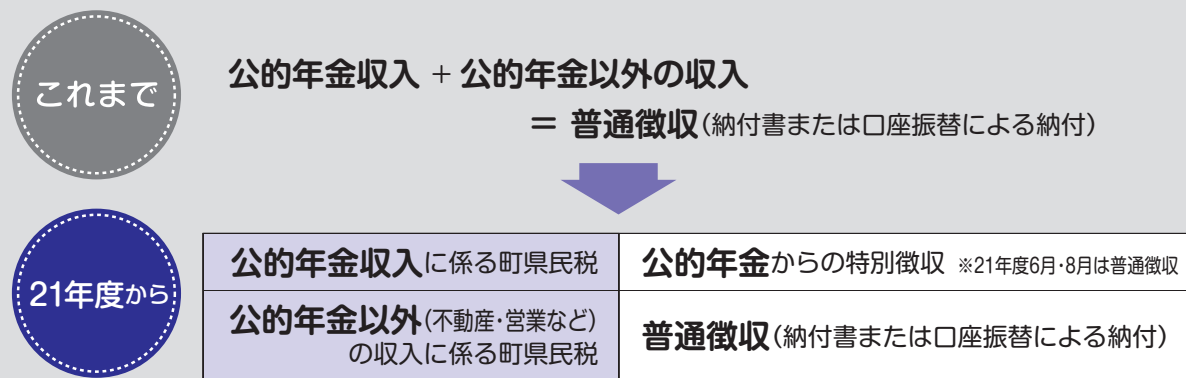 これまで
公的年金収入 + 公的年金以外の収入
= 普通徴収(納付書または口座振替による納付)
21年度から
公的年金収入に係る町県民税
公的年金からの特別徴収 ※21年度6月・8月は普通徴収
公的年金以外(不動産・営業など)
の収入に係る町県民税
普通徴収(納付書または口座振替による納付)